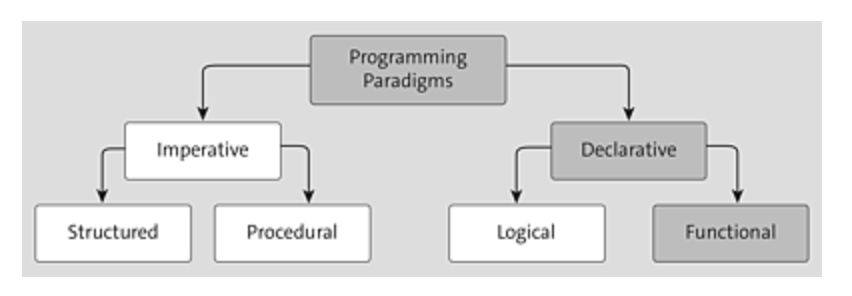 Programming
Paradigms
Imperative
Declarative
Structured
Procedural
Logical
Functional